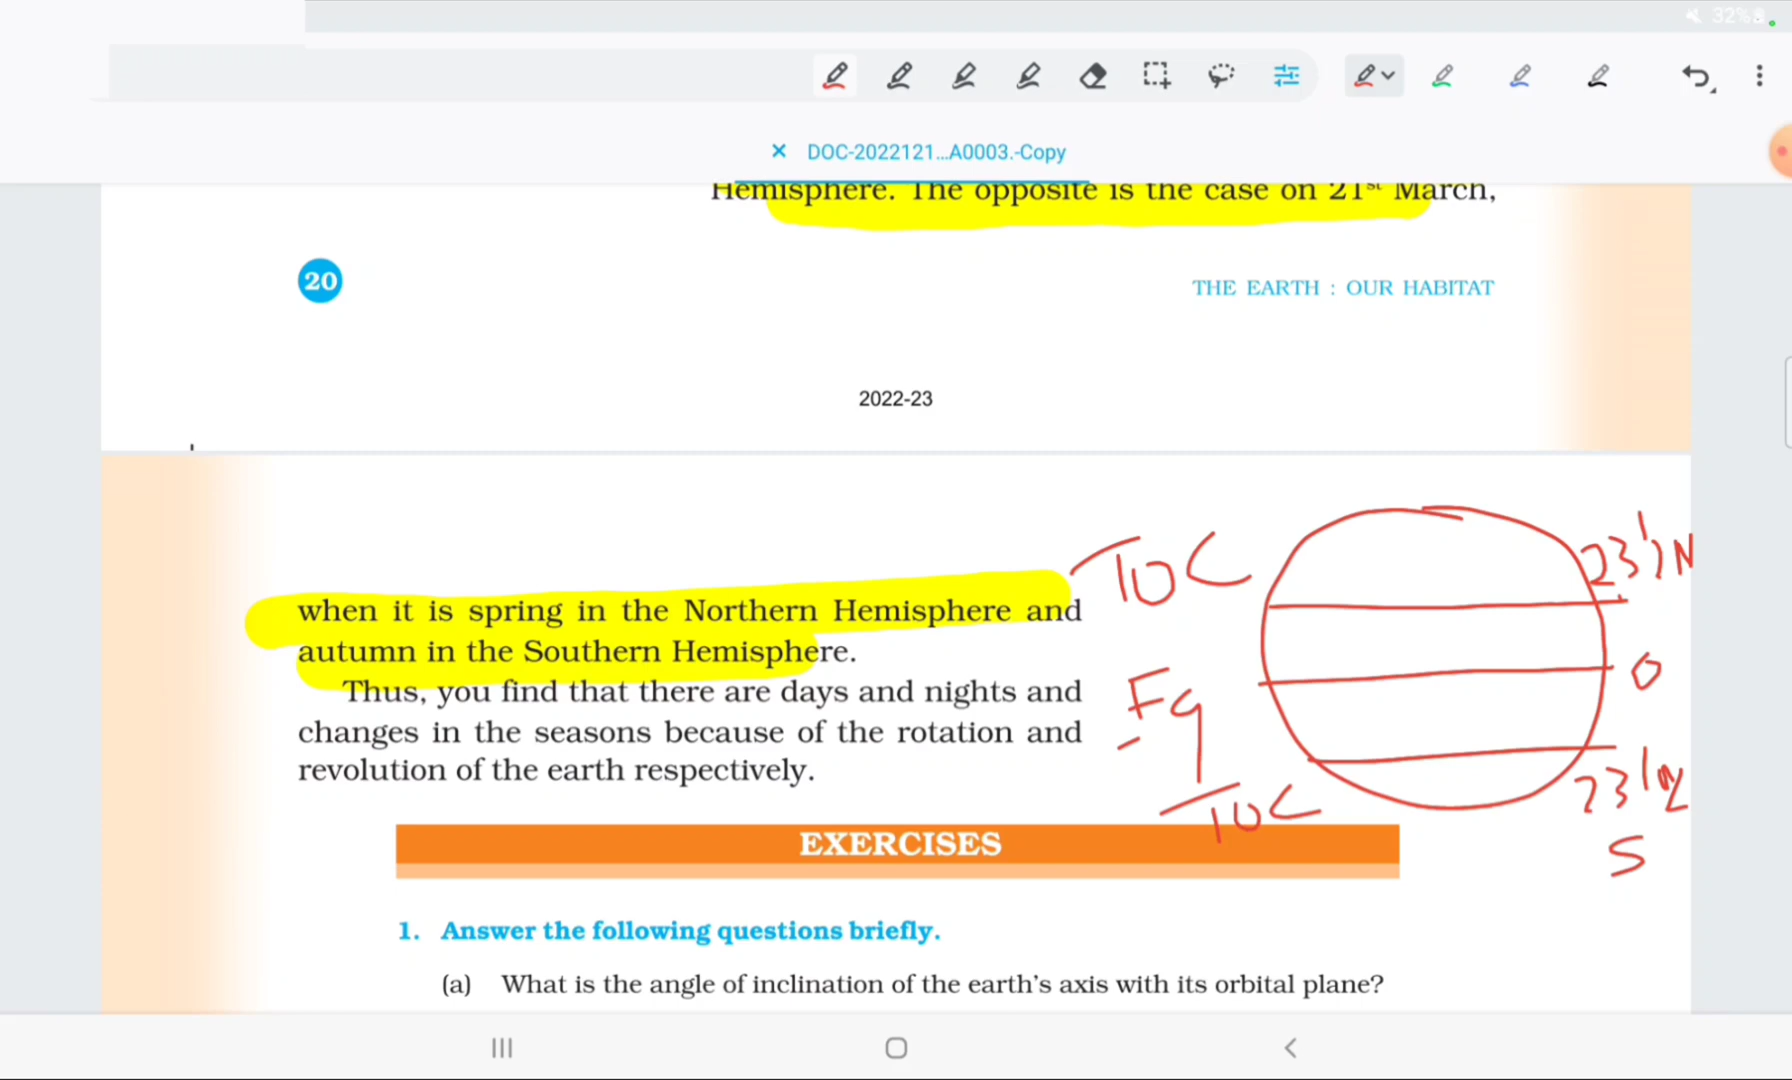 32%
DOC-2022121...A0003.-Copy
Hemisphere. The opposite is the case on 21st March,
20
THE EARTH : OUR HABITAT
2022-23
TOC
23½N
when it is spring in the Northern Hemisphere and
autumn in the Southern Hemisphere.
Thus, you find that there are days and nights and
changes in the seasons because of the rotation and
revolution of the earth respectively.
Eq
0
TOC
23½
S
EXERCISES
1. Answer the following questions briefly.
(a) What is the angle of inclination of the earth's axis with its orbital plane?